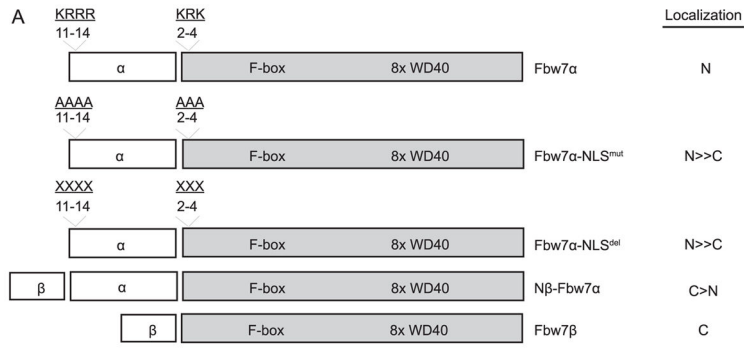 A
Localization
KRRR KRK
11-14 2-4
α F-box 8x WD40 Fbw7α N
AAAA AAA
11-14 2-4
α F-box 8x WD40 Fbw7α-NLSᵐᵘᵗ N>>C
XXXX XXX
11-14 2-4
α F-box 8x WD40 Fbw7α-NLSᵈᵉˡ N>>C
β α F-box 8x WD40 Nβ-Fbw7α C>N
β F-box 8x WD40 Fbw7β C